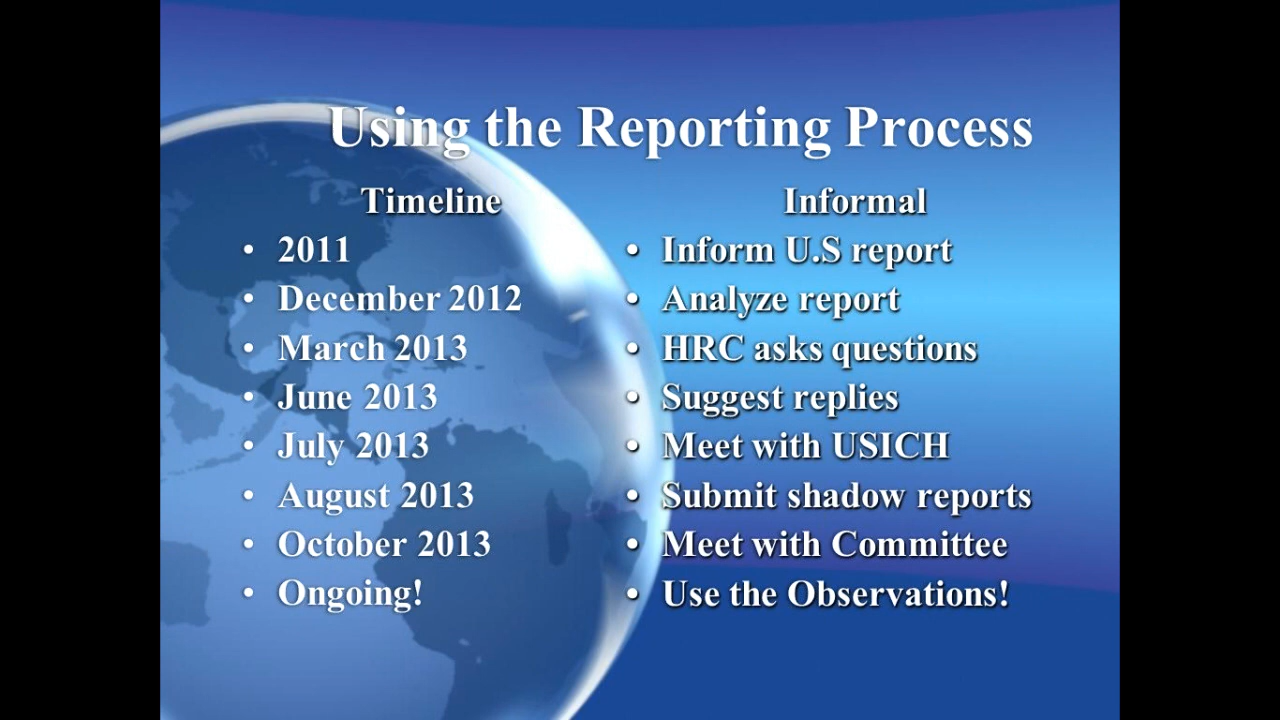 Using the Reporting Process
Timeline
• 2011
• December 2012
• March 2013
• June 2013
• July 2013
• August 2013
• October 2013
• Ongoing!
Informal
• Inform U.S report
• Analyze report
• HRC asks questions
• Suggest replies
• Meet with USICH
• Submit shadow reports
• Meet with Committee
• Use the Observations!